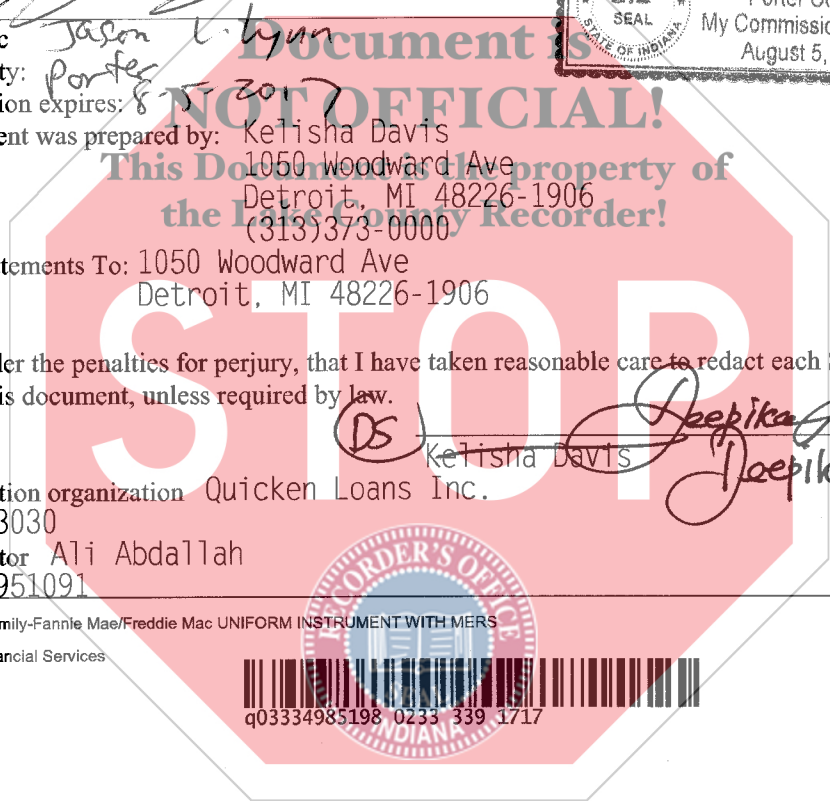 SEAL
STATE OF INDIANA
My Commissio
August 5,
c Jason L. Lynn
ty: Porter
ion expires: 8-5-2017
ent was prepared by: Kelisha Davis
1050 Woodward Ave
Detroit, MI 48226-1906
(313)373-0000
Document is
NOT OFFICIAL!
This Document is the property of
the Lake County Recorder!
tements To: 1050 Woodward Ave
Detroit, MI 48226-1906
STOP
er the penalties for perjury, that I have taken reasonable care to redact each
is document, unless required by law.
DS
Deepika
Kelisha Davis
Deepik
tion organization Quicken Loans Inc.
3030
tor Ali Abdallah
951091
mily-Fannie Mae/Freddie Mac UNIFORM INSTRUMENT WITH MERS
ancial Services
RECORDER'S OFFICE
SEAL
INDIANA
q03334985198 0233 339 1717